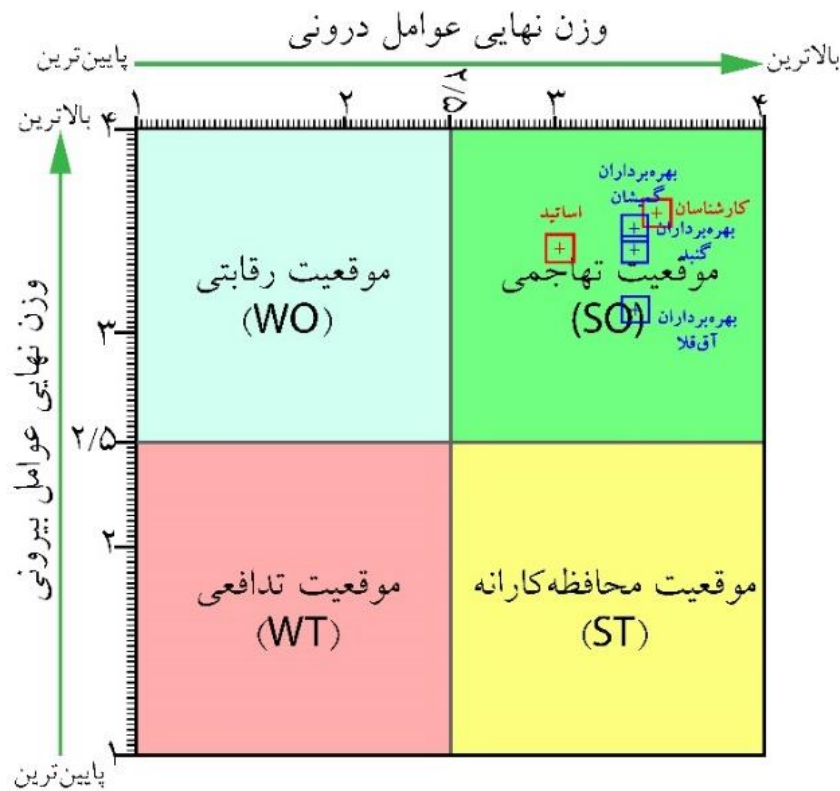 وزن نهایی عوامل درونی
پایین‌ترین
بالاترین
۱
۲
۲/۵
۳
۴
بالاترین
۴
۳
۲/۵
۲
۱
پایین‌ترین
وزن نهایی عوامل بیرونی
موقعیت رقابتی
(WO)
موقعیت تهاجمی
(SO)
بهره‌برداران
گمیشان
کارشناسان
اساتید
بهره‌برداران
گنبد
بهره‌برداران
آق‌قلا
موقعیت تدافعی
(WT)
موقعیت محافظه‌کارانه
(ST)